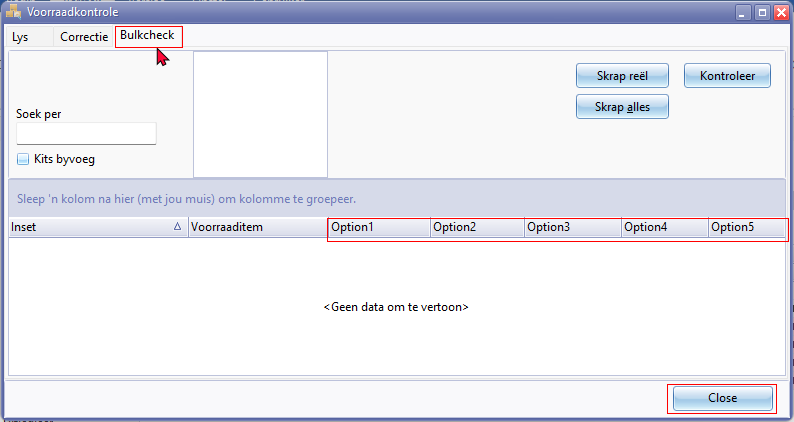 Voorraadkontrole
Lys Correctie Bulkcheck
Skrap reël Kontroleer
Skrap alles
Soek per
Kits byvoeg
Sleep 'n kolom na hier (met jou muis) om kolomme te groepeer.
Inset Voorraaditem Option1 Option2 Option3 Option4 Option5
<Geen data om te vertoon>
Close